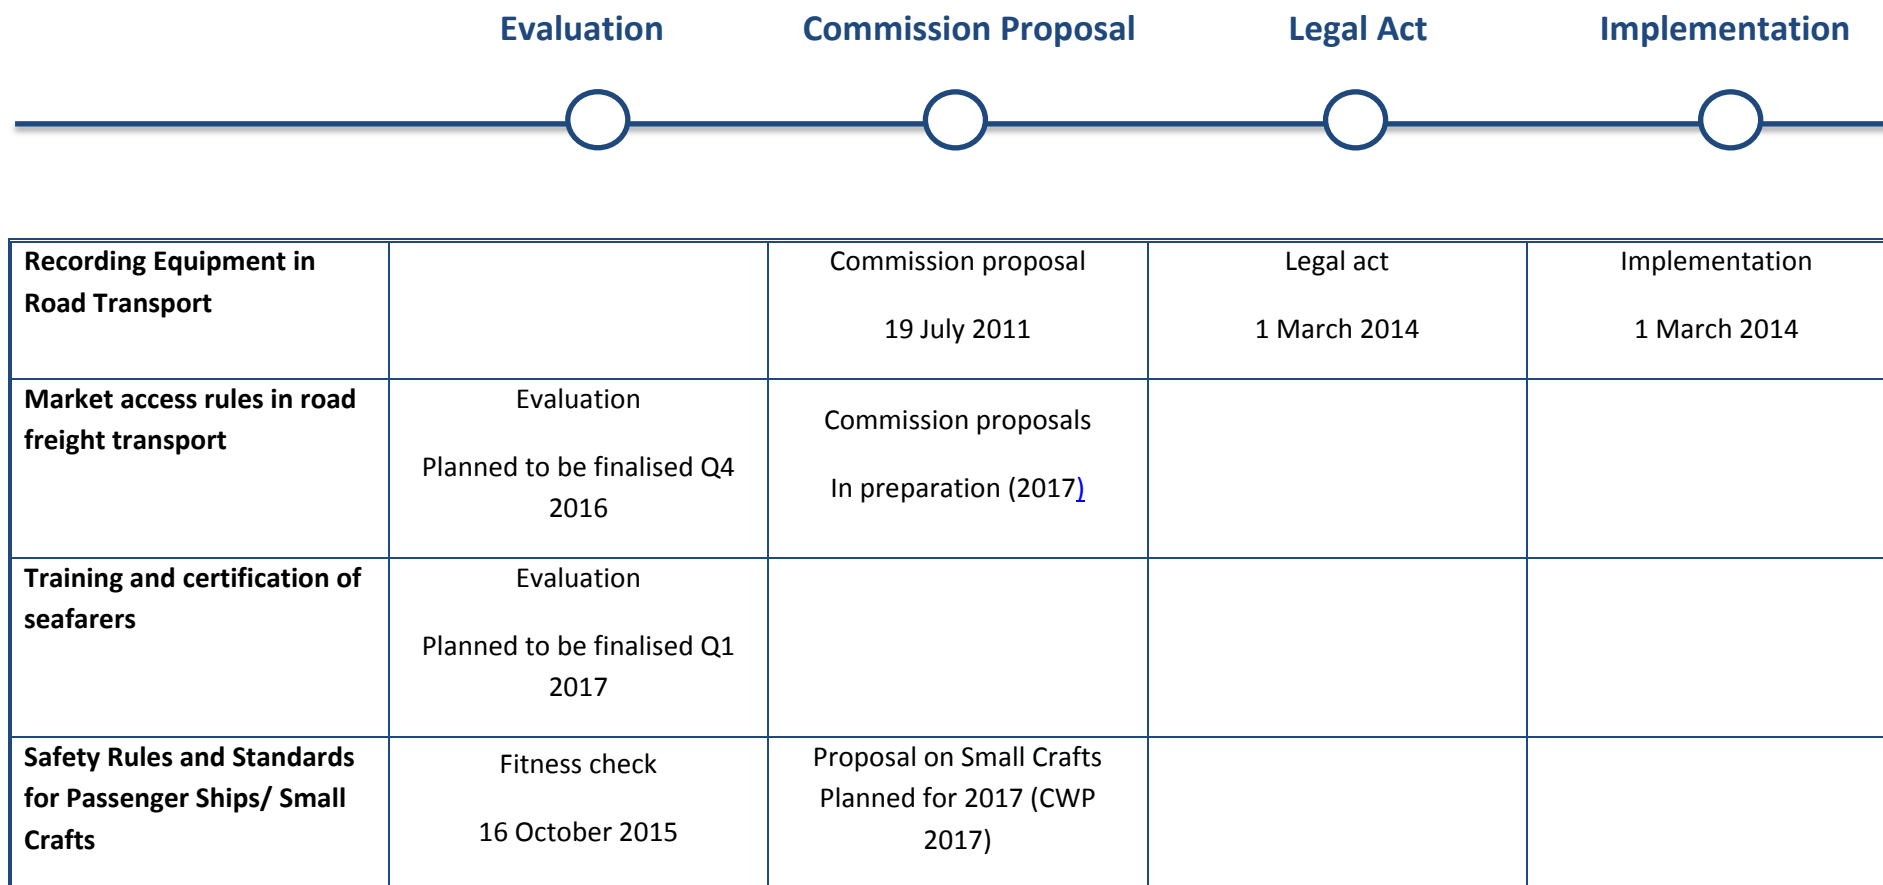 Evaluation Commission Proposal Legal Act Implementation
Recording Equipment in
Road Transport
Commission proposal
19 July 2011
Legal act
1 March 2014
Implementation
1 March 2014
Market access rules in road
freight transport
Evaluation
Planned to be finalised Q4
2016
Commission proposals
In preparation (2017)
Training and certification of
seafarers
Evaluation
Planned to be finalised Q1
2017
Safety Rules and Standards
for Passenger Ships/ Small
Crafts
Fitness check
16 October 2015
Proposal on Small Crafts
Planned for 2017 (CWP
2017)